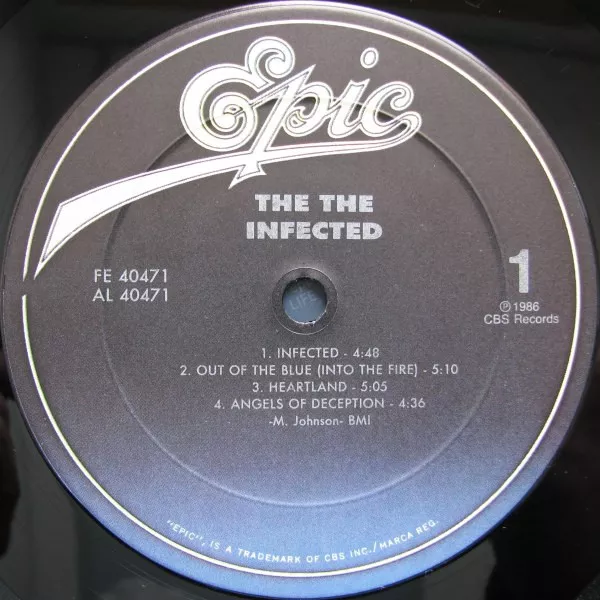 Epic
THE THE
INFECTED
FE 40471
AL 40471
1
Ⓟ 1986
CBS Records
LIFE
1. INFECTED - 4:48
2. OUT OF THE BLUE (INTO THE FIRE) - 5:10
3. HEARTLAND - 5:05
4. ANGELS OF DECEPTION - 4:36
-M. Johnson- BMI
"EPIC", IS A TRADEMARK OF CBS INC./MARCA REG.